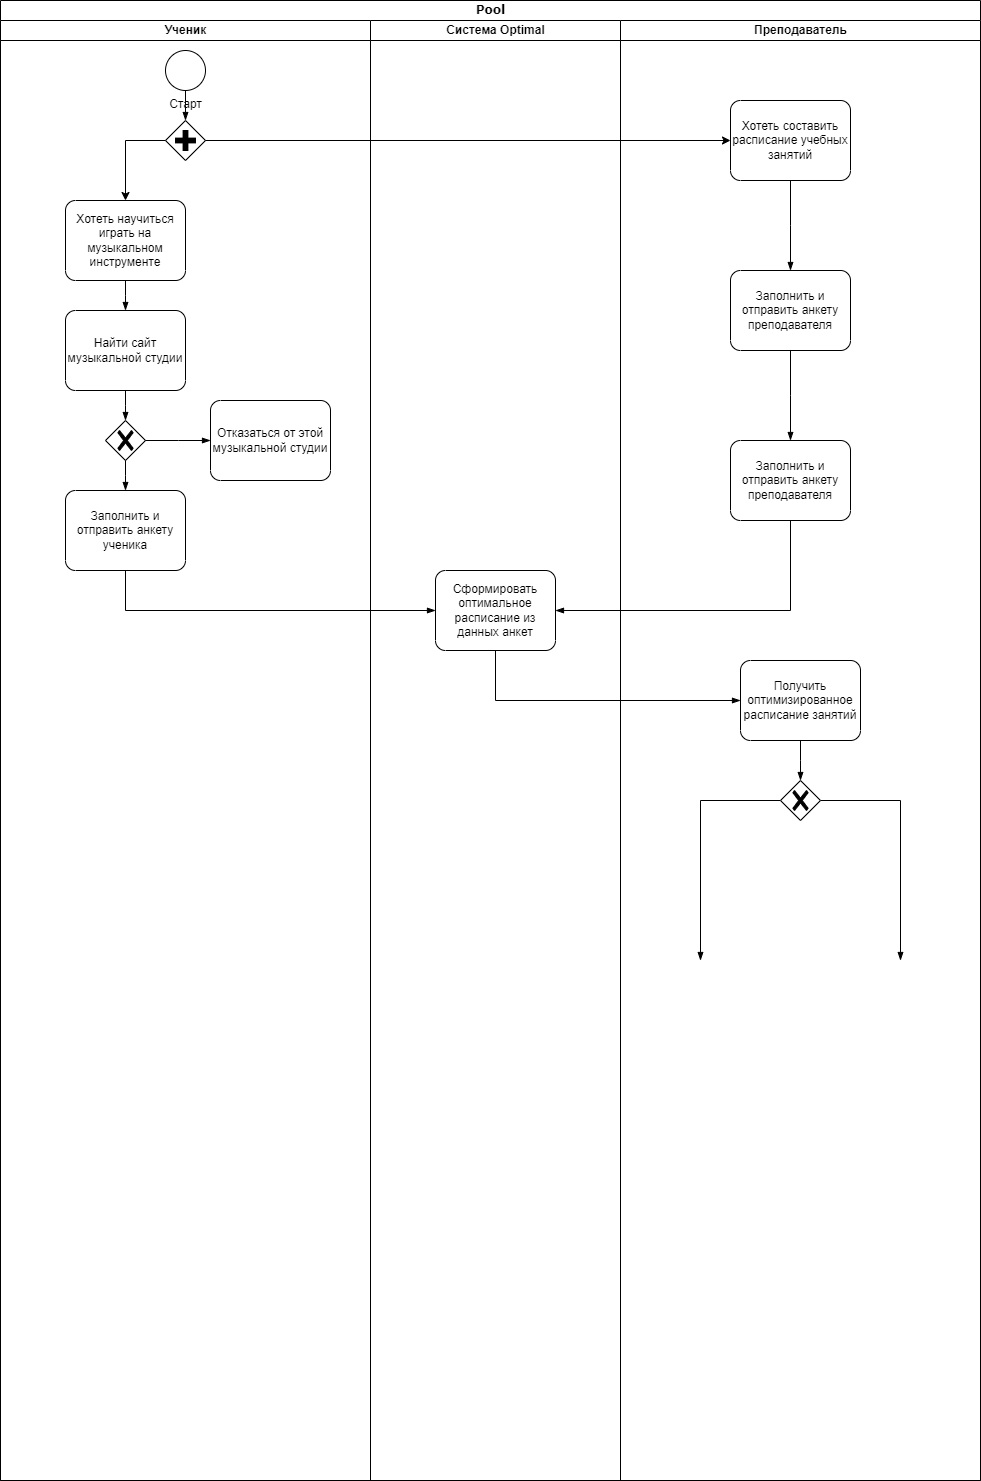 Pool
Ученик
Система Optimal
Преподаватель
Старт
Хотеть составить
расписание учебных
занятий
Хотеть научиться
играть на
музыкальном
инструменте
Заполнить и
отправить анкету
преподавателя
Найти сайт
музыкальной студии
Отказаться от этой
музыкальной студии
Заполнить и
отправить анкету
преподавателя
Заполнить и
отправить анкету
ученика
Сформировать
оптимальное
расписание из
данных анкет
Получить
оптимизированное
расписание занятий